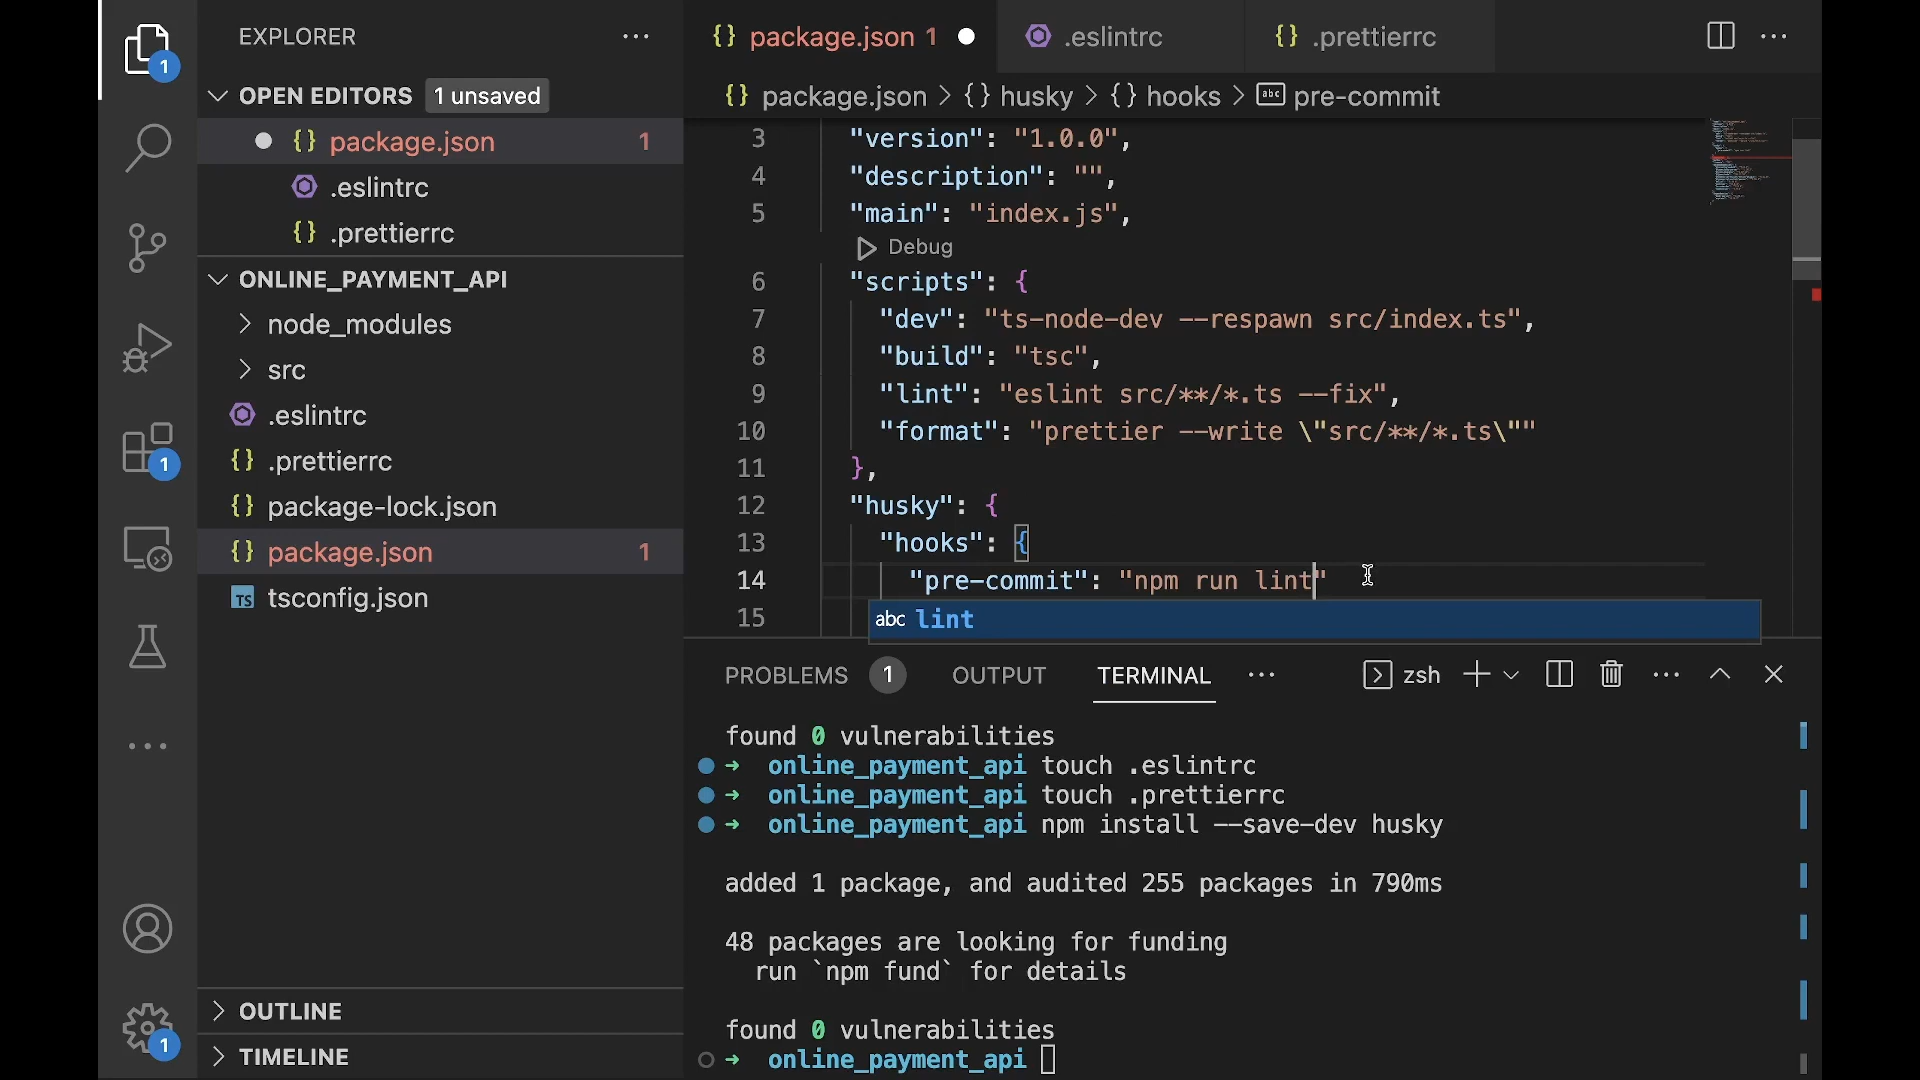 EXPLORER
OPEN EDITORS 1 unsaved
{} package.json 1
.eslintrc
{} .prettierrc
ONLINE_PAYMENT_API
node_modules
src
.eslintrc
{} .prettierrc
{} package-lock.json
{} package.json 1
TS tsconfig.json
OUTLINE
TIMELINE
1
1
1
{} package.json 1
.eslintrc
{} .prettierrc
{} package.json > {} husky > {} hooks > abc pre-commit
3 "version": "1.0.0",
4 "description": "",
5 "main": "index.js",
Debug
6 "scripts": {
7 "dev": "ts-node-dev --respawn src/index.ts",
8 "build": "tsc",
9 "lint": "eslint src/**/*.ts --fix",
10 "format": "prettier --write \"src/**/*.ts\""
11 },
12 "husky": {
13 "hooks": {
14 "pre-commit": "npm run lint"
15
abc lint
PROBLEMS 1 OUTPUT TERMINAL zsh
found 0 vulnerabilities
➜ online_payment_api touch .eslintrc
➜ online_payment_api touch .prettierrc
➜ online_payment_api npm install --save-dev husky
added 1 package, and audited 255 packages in 790ms
48 packages are looking for funding
run `npm fund` for details
found 0 vulnerabilities
➜ online_payment_api